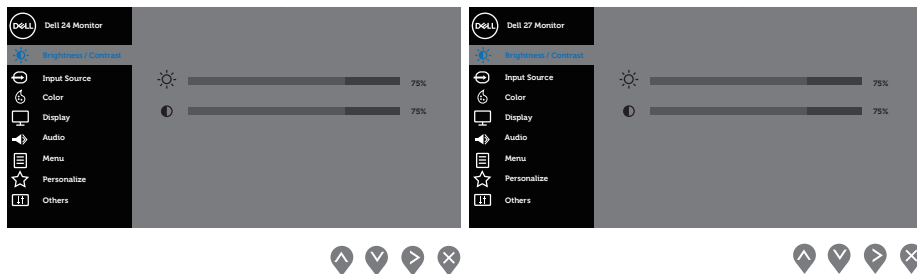 DELL
Dell 24 Monitor
Brightness / Contrast
Input Source
Color
Display
Audio
Menu
Personalize
Others
75%
75%
DELL
Dell 27 Monitor
Brightness / Contrast
Input Source
Color
Display
Audio
Menu
Personalize
Others
75%
75%